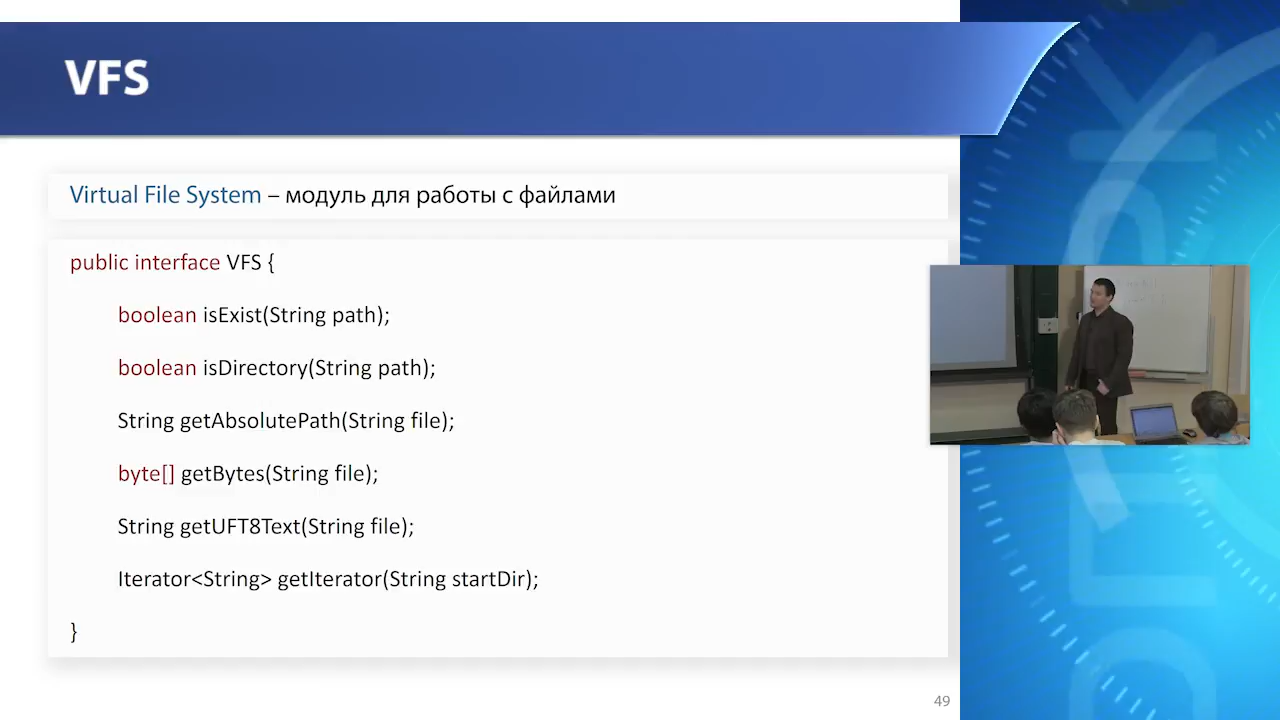 VFS
Virtual File System – модуль для работы с файлами
public interface VFS {
boolean isExist(String path);
boolean isDirectory(String path);
String getAbsolutePath(String file);
byte[] getBytes(String file);
String getUFT8Text(String file);
Iterator<String> getIterator(String startDir);
}
49